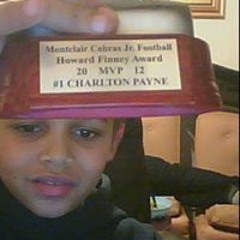 Montclair Cobras Jr. Football
Howard Finney Award
20 MVP 12
#1 CHARLTON PAYNE